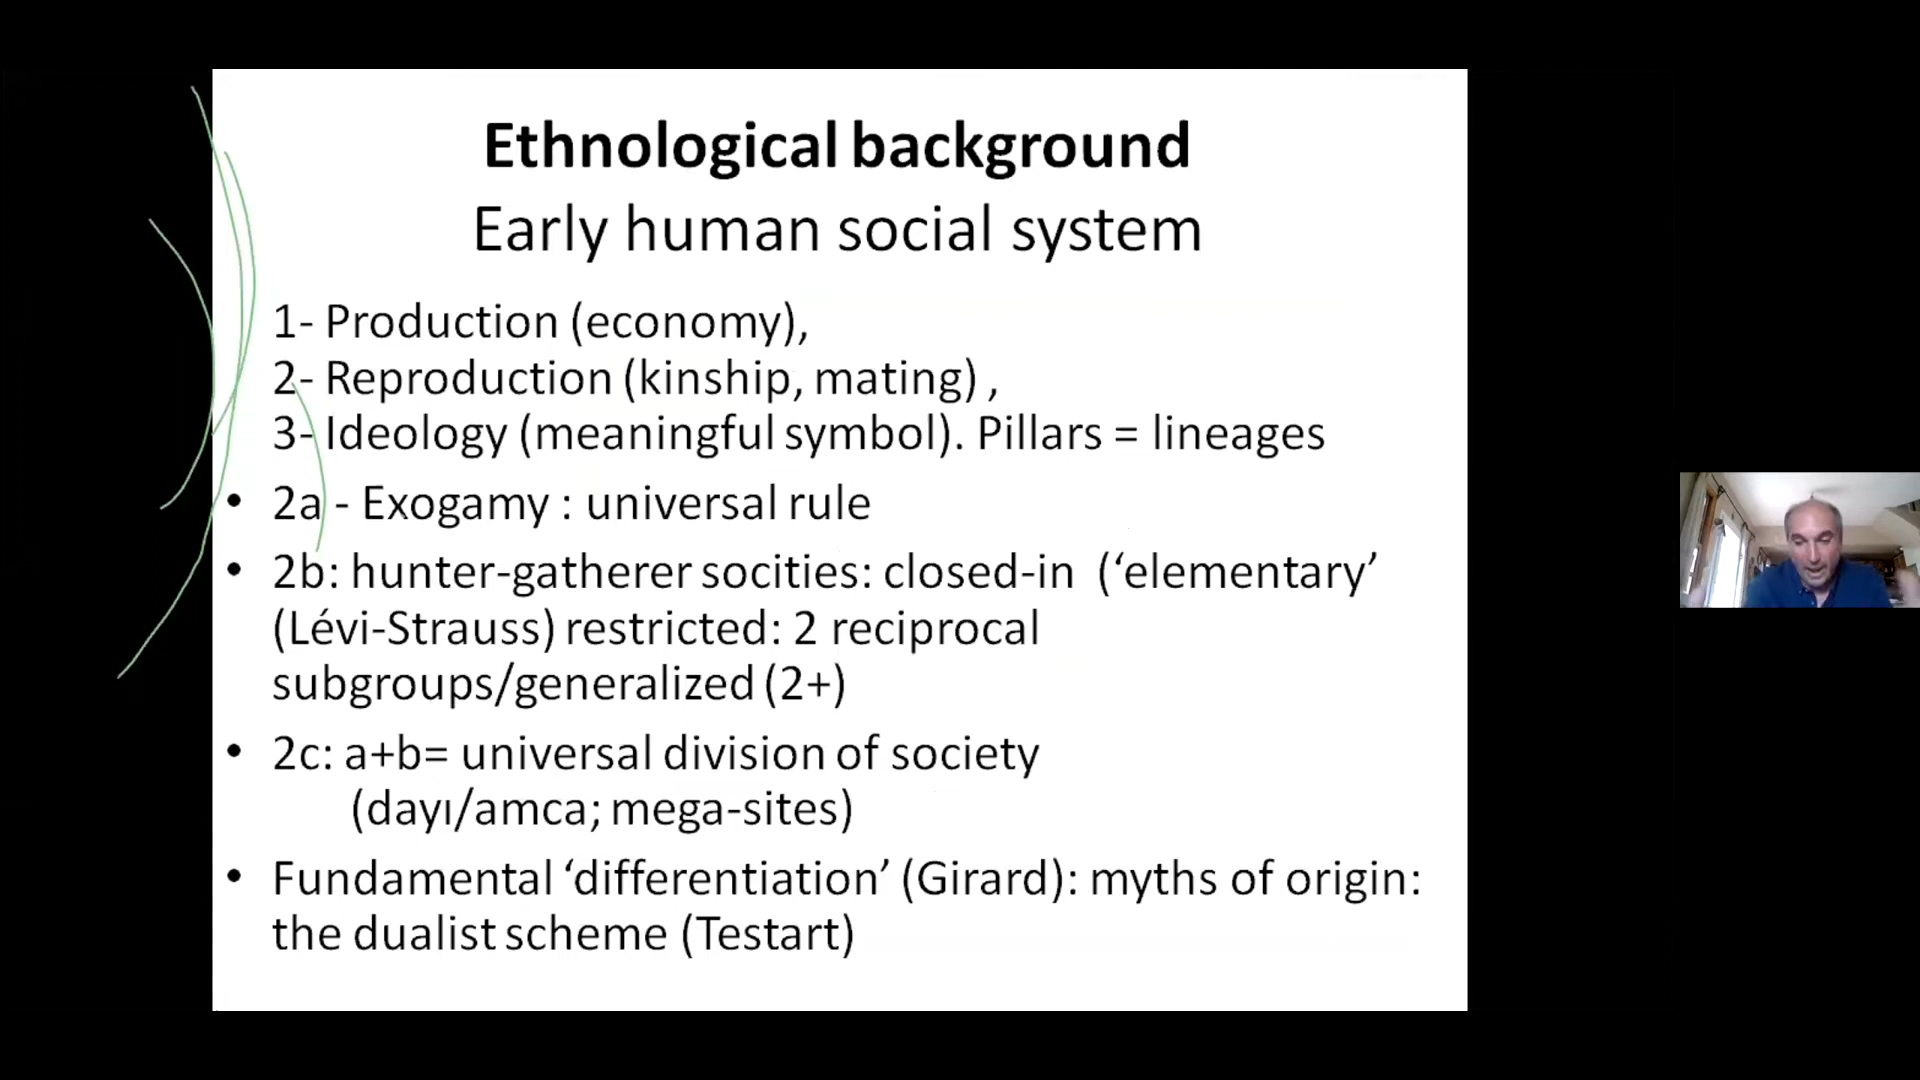 Ethnological background
Early human social system
1- Production (economy),
2- Reproduction (kinship, mating) ,
3- Ideology (meaningful symbol). Pillars = lineages
• 2a - Exogamy : universal rule
• 2b: hunter-gatherer socities: closed-in (‘elementary’
(Lévi-Strauss) restricted: 2 reciprocal
subgroups/generalized (2+)
• 2c: a+b= universal division of society
(dayı/amca; mega-sites)
• Fundamental ‘differentiation’ (Girard): myths of origin:
the dualist scheme (Testart)